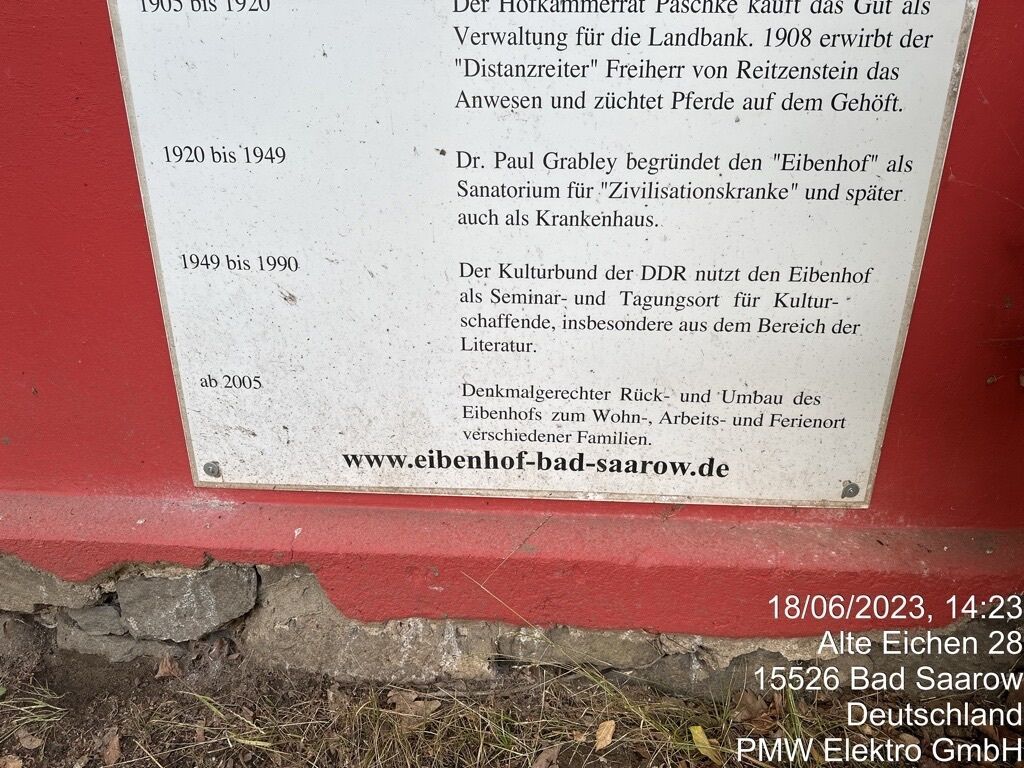 1905 bis 1920
Der Hofkammerrat Paschke kauft das Gut als
Verwaltung für die Landbank. 1908 erwirbt der
"Distanzreiter" Freiherr von Reitzenstein das
Anwesen und züchtet Pferde auf dem Gehöft.
1920 bis 1949
Dr. Paul Grabley begründet den "Eibenhof" als
Sanatorium für "Zivilisationskranke" und später
auch als Krankenhaus.
1949 bis 1990
Der Kulturbund der DDR nutzt den Eibenhof
als Seminar- und Tagungsort für Kultur-
schaffende, insbesondere aus dem Bereich der
Literatur.
ab 2005
Denkmalgerechter Rück- und Umbau des
Eibenhofs zum Wohn-, Arbeits- und Ferienort
verschiedener Familien.
www.eibenhof-bad-saarow.de
18/06/2023, 14:23
Alte Eichen 28
15526 Bad Saarow
Deutschland
PMW Elektro GmbH